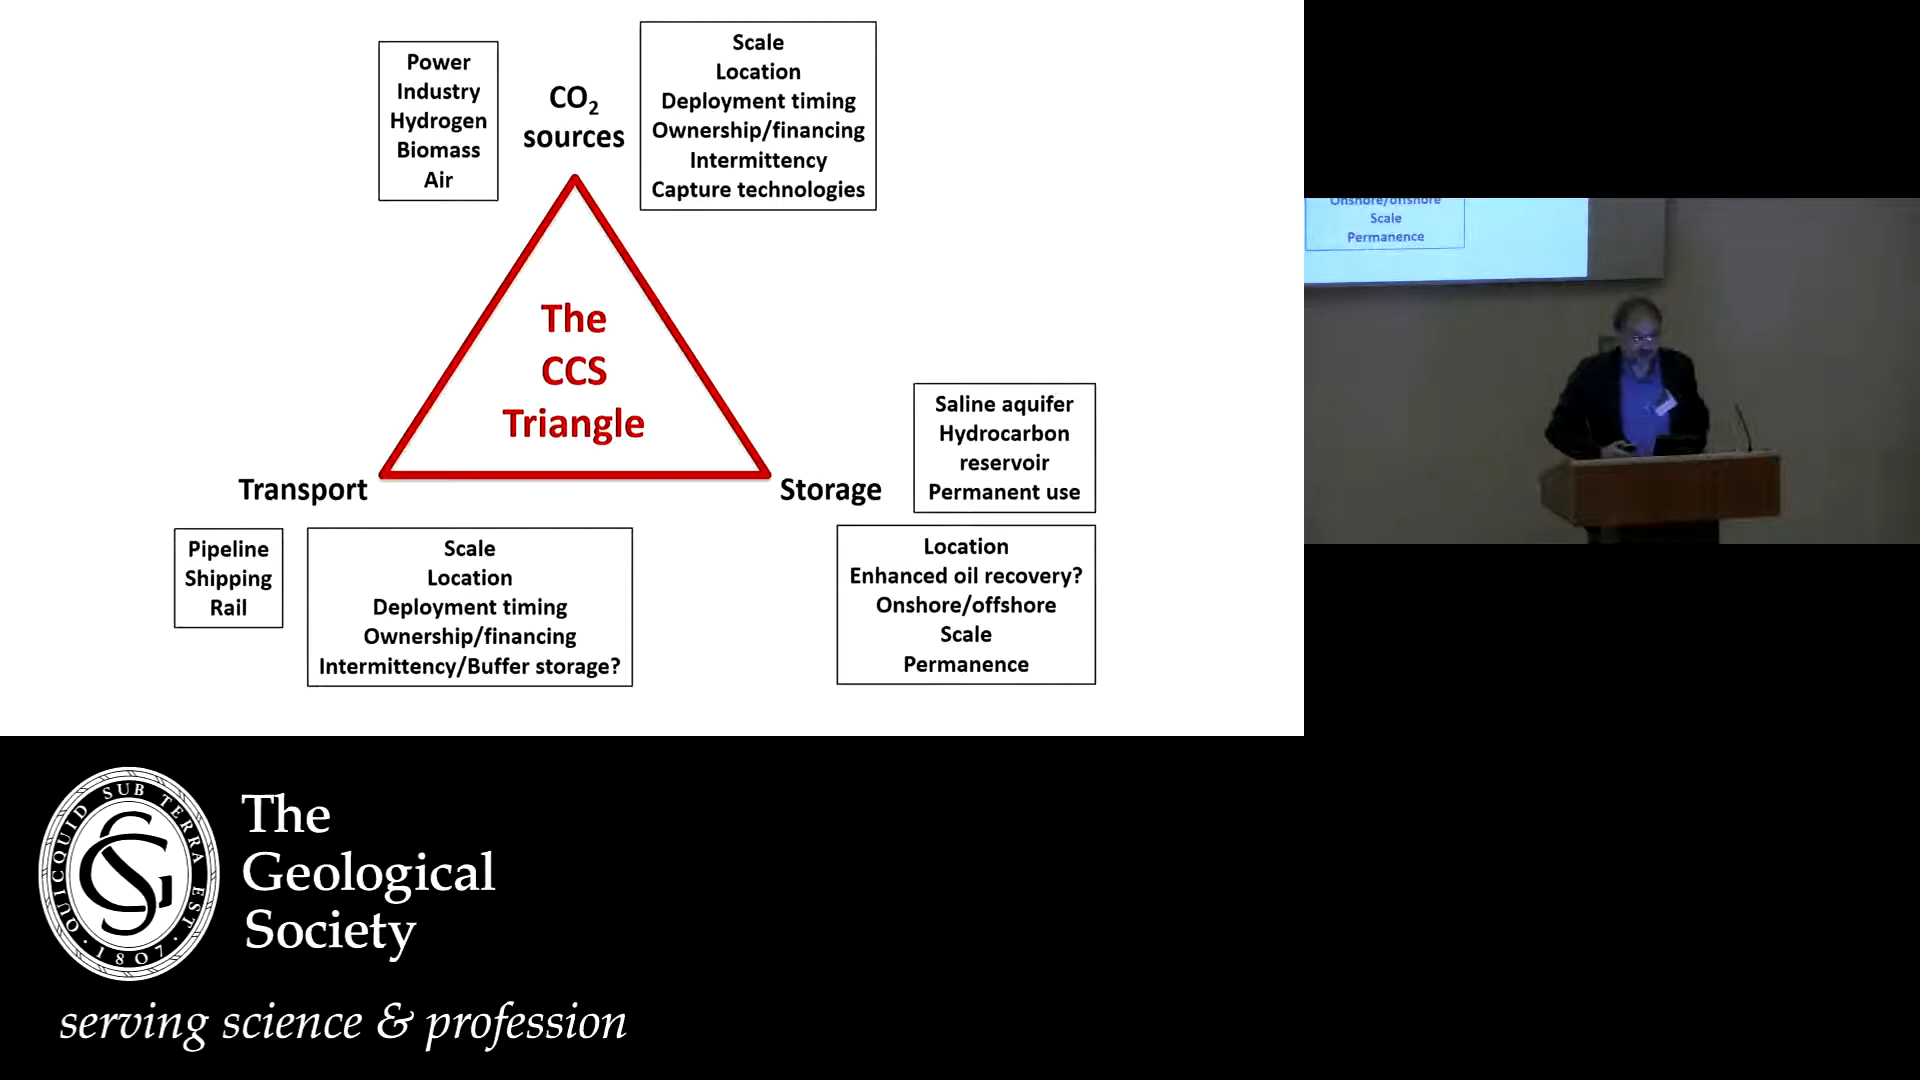 Power
Industry
Hydrogen
Biomass
Air
CO₂
sources
Scale
Location
Deployment timing
Ownership/financing
Intermittency
Capture technologies
The
CCS
Triangle
Transport
Storage
Saline aquifer
Hydrocarbon
reservoir
Permanent use
Pipeline
Shipping
Rail
Scale
Location
Deployment timing
Ownership/financing
Intermittency/Buffer storage?
Location
Enhanced oil recovery?
Onshore/offshore
Scale
Permanence
Onshore/offshore
Scale
Permanence
QUICQUID SUB TERRA EST
1807
The
Geological
Society
serving science & profession